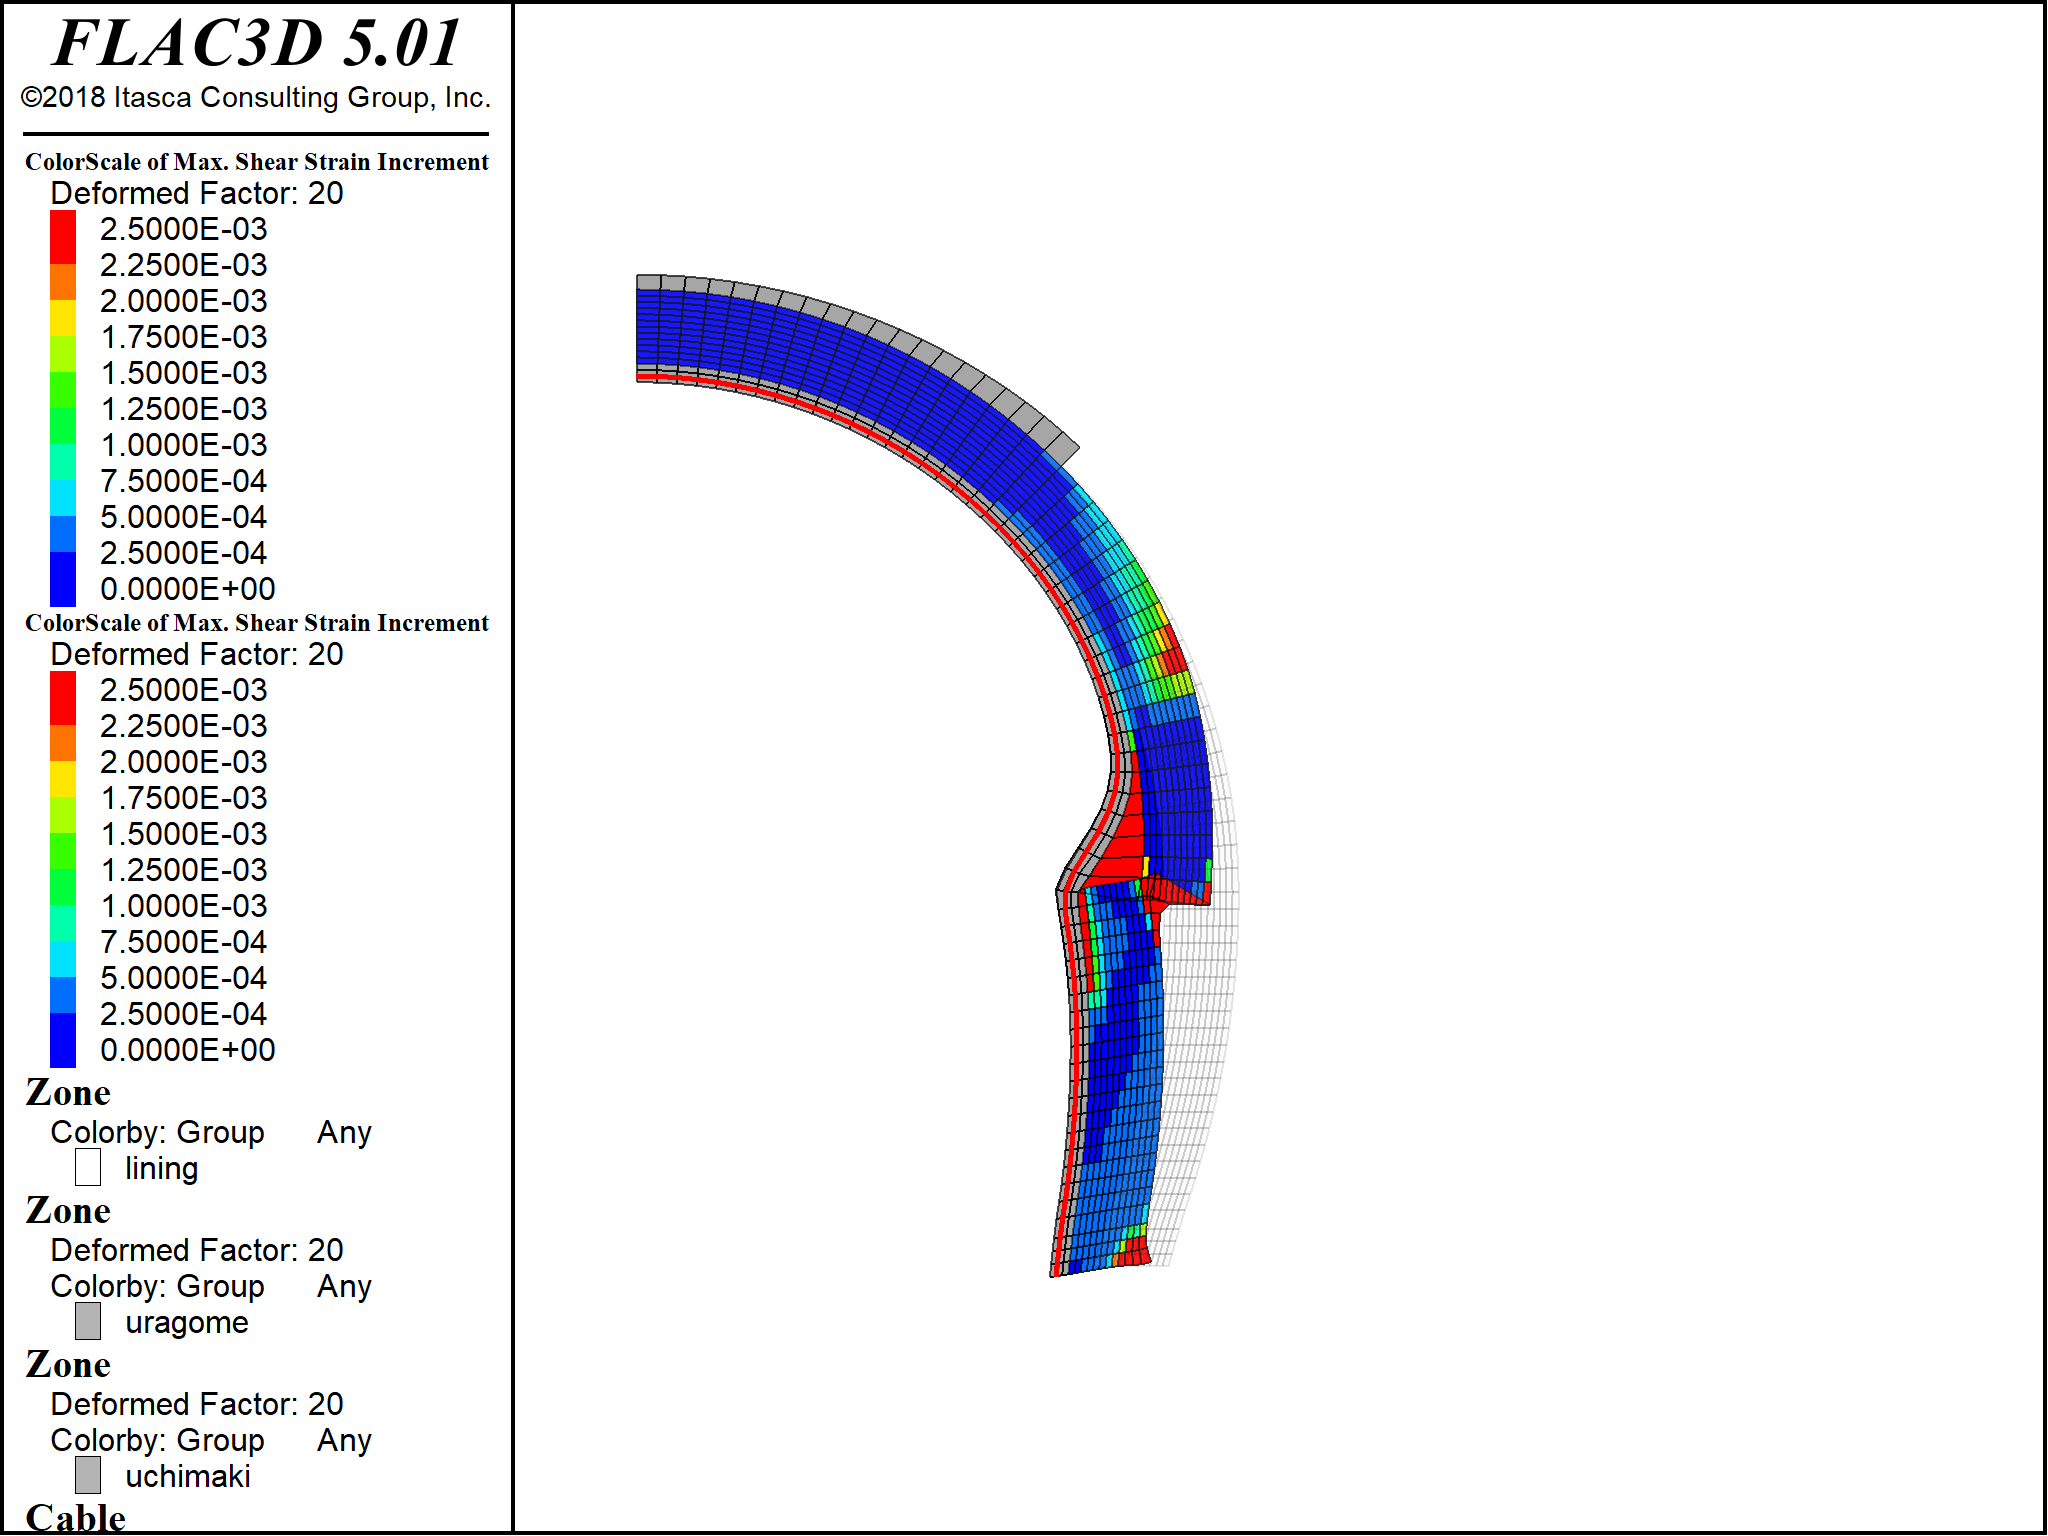 FLAC3D 5.01
©2018 Itasca Consulting Group, Inc.
ColorScale of Max. Shear Strain Increment
Deformed Factor: 20
2.5000E-03
2.2500E-03
2.0000E-03
1.7500E-03
1.5000E-03
1.2500E-03
1.0000E-03
7.5000E-04
5.0000E-04
2.5000E-04
0.0000E+00
ColorScale of Max. Shear Strain Increment
Deformed Factor: 20
2.5000E-03
2.2500E-03
2.0000E-03
1.7500E-03
1.5000E-03
1.2500E-03
1.0000E-03
7.5000E-04
5.0000E-04
2.5000E-04
0.0000E+00
Zone
Colorby: Group Any
lining
Zone
Deformed Factor: 20
Colorby: Group Any
uragome
Zone
Deformed Factor: 20
Colorby: Group Any
uchimaki
Cable